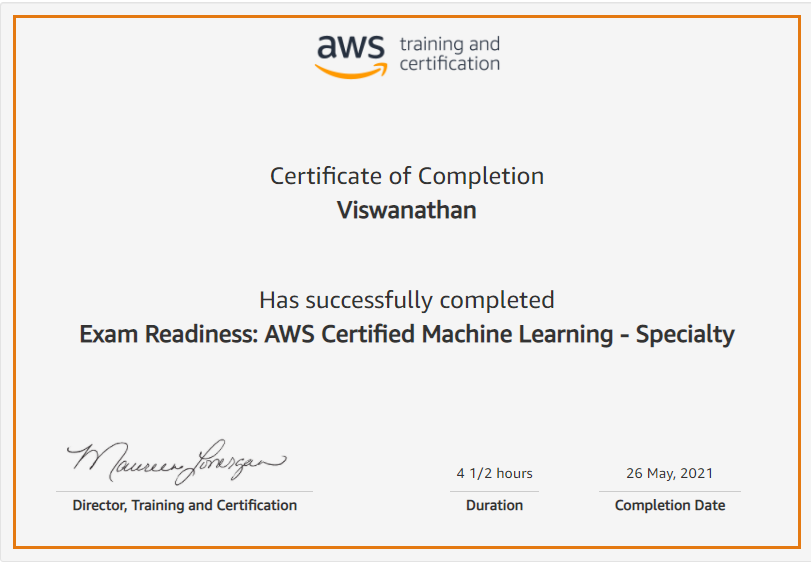 aws training and
certification
Certificate of Completion
Viswanathan
Has successfully completed
Exam Readiness: AWS Certified Machine Learning - Specialty
Maureen Lonergan
4 1/2 hours
26 May, 2021
Director, Training and Certification
Duration
Completion Date